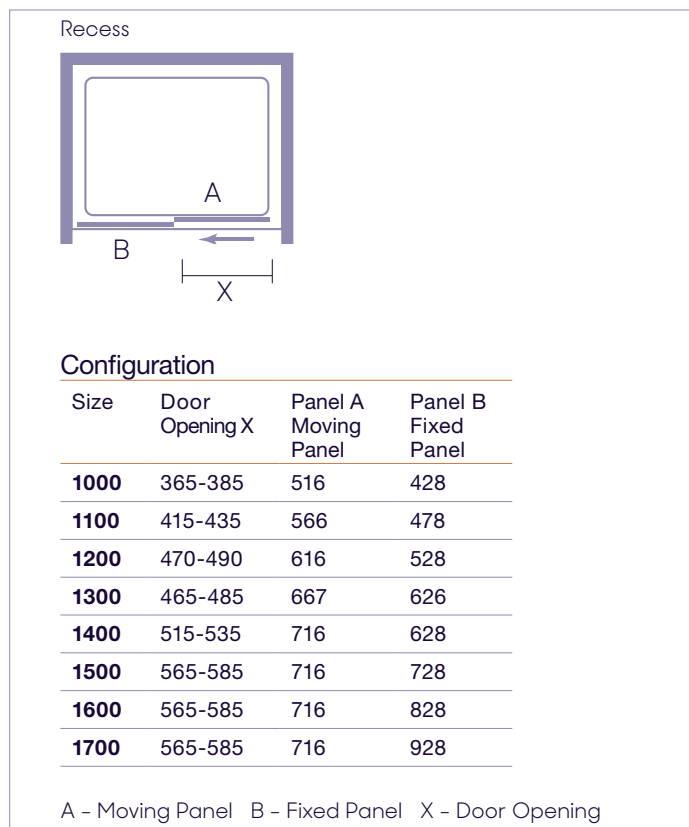 Recess
A
B
X
Configuration
Size Door Opening X Panel A Moving Panel Panel B Fixed Panel
1000 365-385 516 428
1100 415-435 566 478
1200 470-490 616 528
1300 465-485 667 626
1400 515-535 716 628
1500 565-585 716 728
1600 565-585 716 828
1700 565-585 716 928
A – Moving Panel B – Fixed Panel X – Door Opening